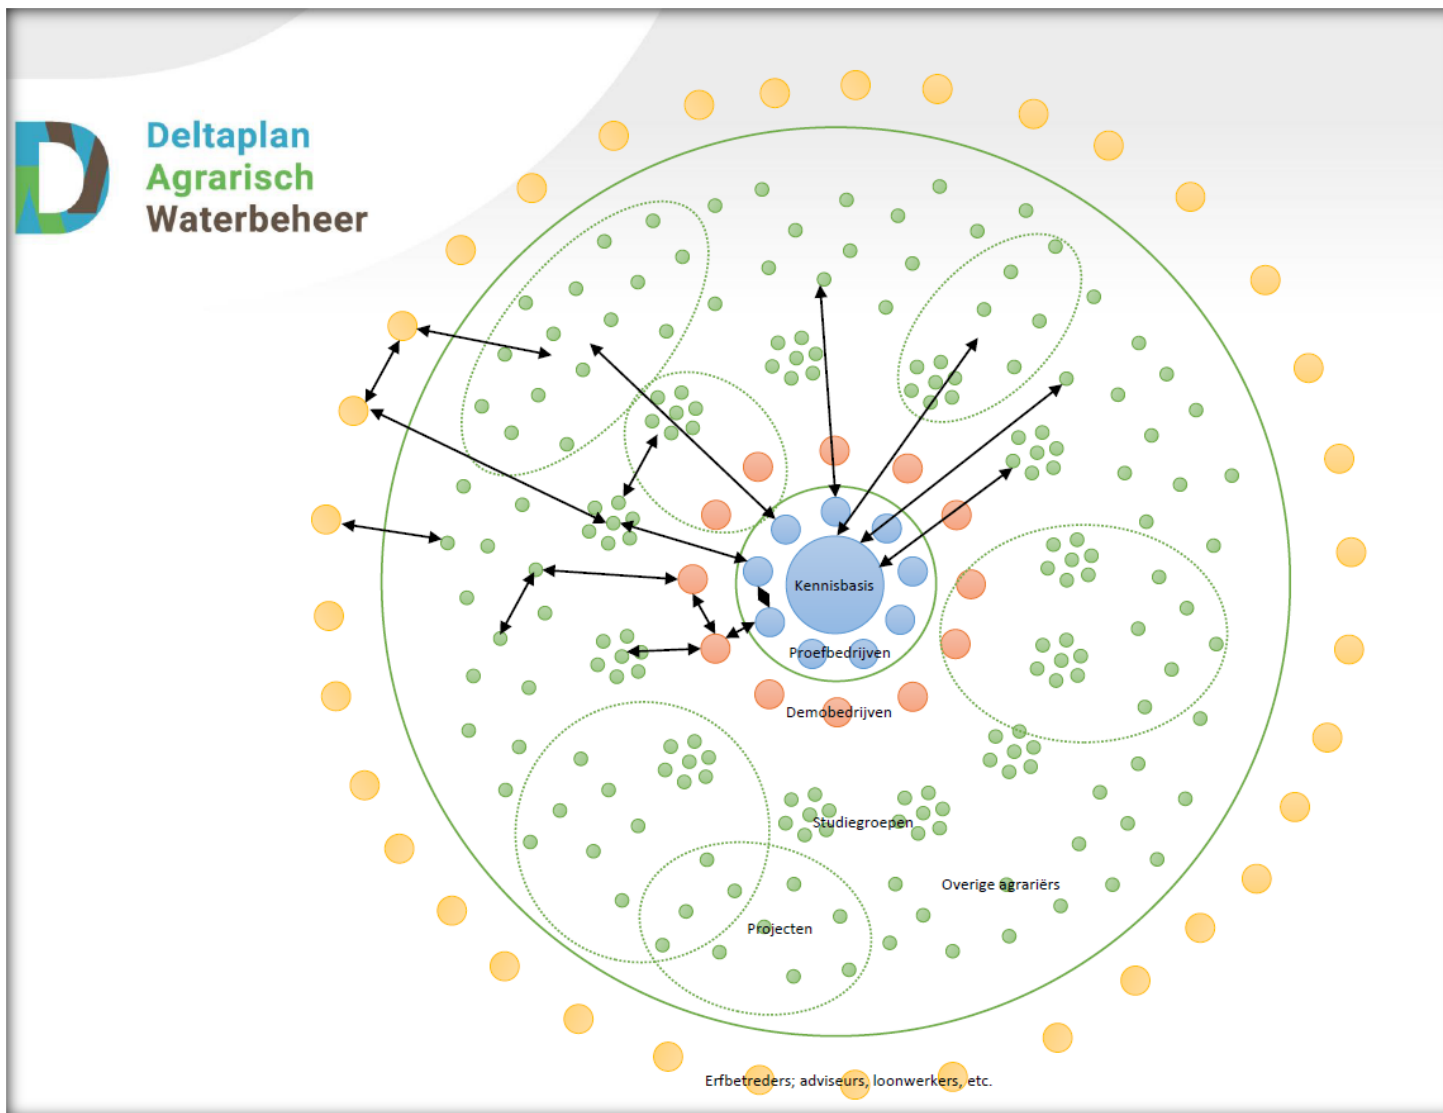 Deltaplan
Agrarisch
Waterbeheer
Kennisbasis
Proefbedrijven
Demobedrijven
Studiegroepen
Overige agrariërs
Projecten
Erfbetreders; adviseurs, loonwerkers, etc.